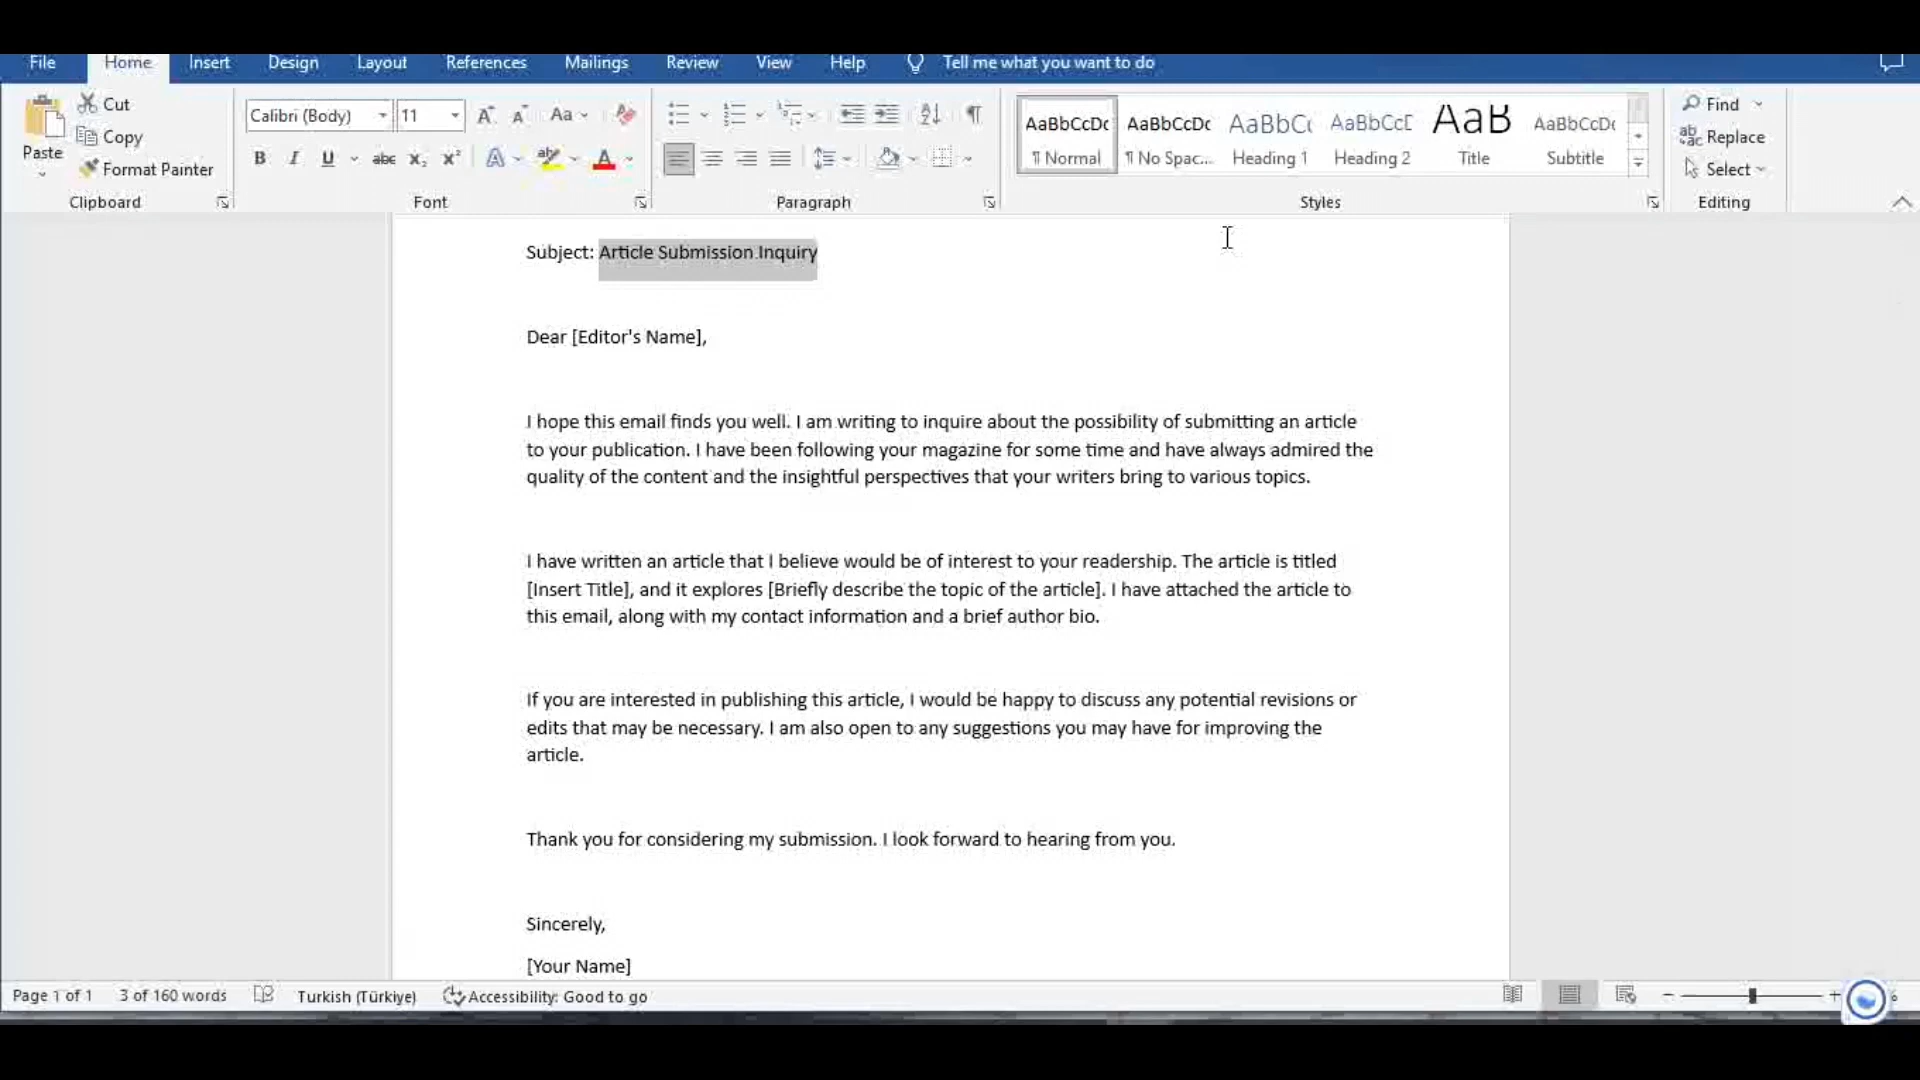 File Home Insert Design Layout References Mailings Review View Help Tell me what you want to do
Cut
Copy
Format Painter
Paste
Clipboard
Calibri (Body) 11
Font
Paragraph
AaBbCcDc AaBbCcDc AaBbCc AaBbCcD AaB AaBbCcDc
¶ Normal ¶ No Spac... Heading 1 Heading 2 Title Subtitle
Styles
Find
Replace
Select
Editing
Subject: Article Submission Inquiry
Dear [Editor's Name],
I hope this email finds you well. I am writing to inquire about the possibility of submitting an article
to your publication. I have been following your magazine for some time and have always admired the
quality of the content and the insightful perspectives that your writers bring to various topics.
I have written an article that I believe would be of interest to your readership. The article is titled
[Insert Title], and it explores [Briefly describe the topic of the article]. I have attached the article to
this email, along with my contact information and a brief author bio.
If you are interested in publishing this article, I would be happy to discuss any potential revisions or
edits that may be necessary. I am also open to any suggestions you may have for improving the
article.
Thank you for considering my submission. I look forward to hearing from you.
Sincerely,
[Your Name]
Page 1 of 1 3 of 160 words Turkish (Türkiye) Accessibility: Good to go